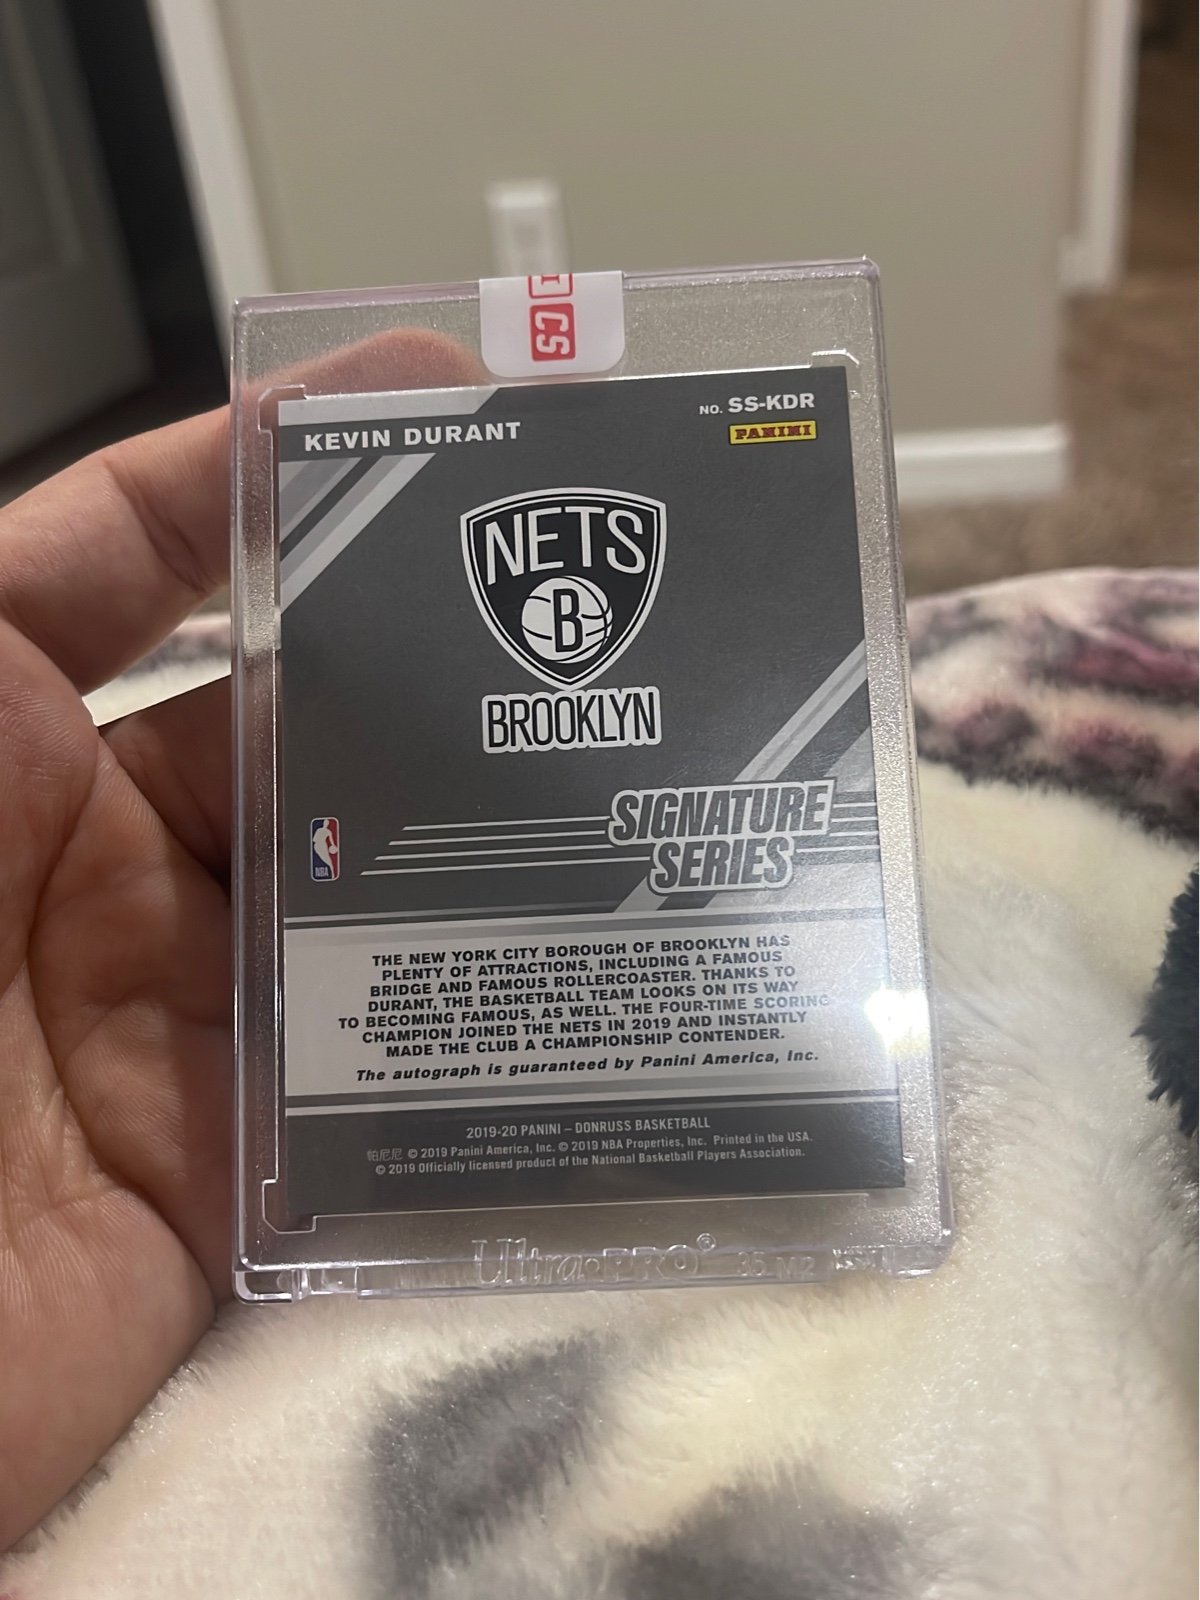 CS
KEVIN DURANT
NO. SS-KDR
PANINI
NETS
B
BROOKLYN
SIGNATURE
SERIES
NBA
THE NEW YORK CITY BOROUGH OF BROOKLYN HAS
PLENTY OF ATTRACTIONS, INCLUDING A FAMOUS
BRIDGE AND FAMOUS ROLLERCOASTER. THANKS TO
DURANT, THE BASKETBALL TEAM LOOKS ON ITS WAY
TO BECOMING FAMOUS, AS WELL. THE FOUR-TIME SCORING
CHAMPION JOINED THE NETS IN 2019 AND INSTANTLY
MADE THE CLUB A CHAMPIONSHIP CONTENDER.
The autograph is guaranteed by Panini America, Inc.
2019-20 PANINI – DONRUSS BASKETBALL
帕尼尼 © 2019 Panini America, Inc. © 2019 NBA Properties, Inc. Printed in the USA.
© 2019 Officially licensed product of the National Basketball Players Association.
Ultra·PRO®